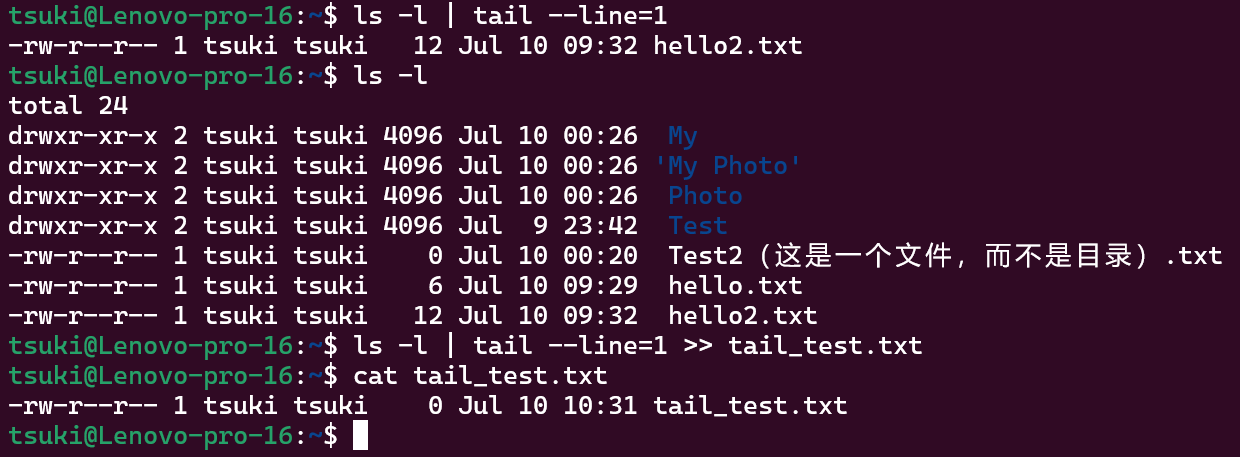 tsuki@Lenovo-pro-16:~$ ls -l | tail --line=1
-rw-r--r-- 1 tsuki tsuki   12 Jul 10 09:32 hello2.txt
tsuki@Lenovo-pro-16:~$ ls -l
total 24
drwxr-xr-x 2 tsuki tsuki 4096 Jul 10 00:26  My
drwxr-xr-x 2 tsuki tsuki 4096 Jul 10 00:26 'My Photo'
drwxr-xr-x 2 tsuki tsuki 4096 Jul 10 00:26  Photo
drwxr-xr-x 2 tsuki tsuki 4096 Jul  9 23:42  Test
-rw-r--r-- 1 tsuki tsuki    0 Jul 10 00:20  Test2（这是一个文件，而不是目录）.txt
-rw-r--r-- 1 tsuki tsuki    6 Jul 10 09:29  hello.txt
-rw-r--r-- 1 tsuki tsuki   12 Jul 10 09:32  hello2.txt
tsuki@Lenovo-pro-16:~$ ls -l | tail --line=1 >> tail_test.txt
tsuki@Lenovo-pro-16:~$ cat tail_test.txt
-rw-r--r-- 1 tsuki tsuki    0 Jul 10 10:31 tail_test.txt
tsuki@Lenovo-pro-16:~$